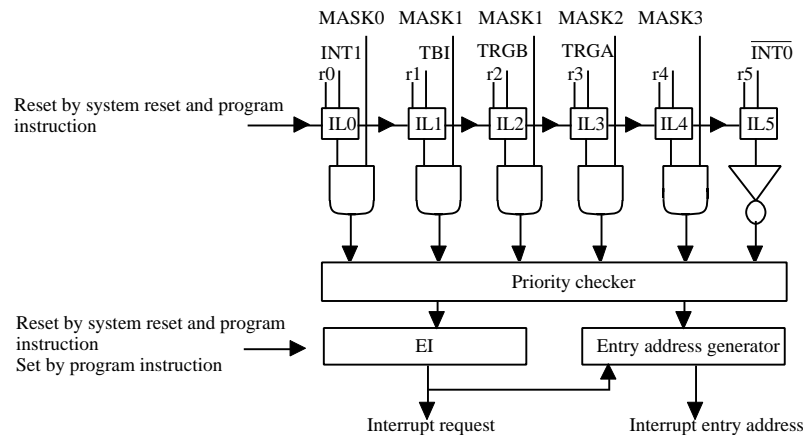 MASK0 MASK1 MASK1 MASK2 MASK3
INT1 TBI TRGB TRGA INT0
r0 r1 r2 r3 r4 r5
Reset by system reset and program
instruction
IL0 IL1 IL2 IL3 IL4 IL5
Priority checker
Reset by system reset and program
instruction
Set by program instruction
EI
Entry address generator
Interrupt request
Interrupt entry address